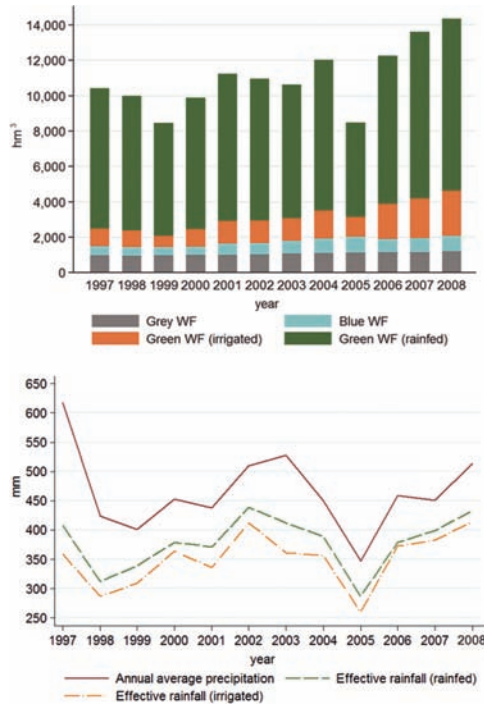 14,000
12,000
10,000
8,000
6,000
4,000
2,000
0
hm³
1997 1998 1999 2000 2001 2002 2003 2004 2005 2006 2007 2008
year
Grey WF Blue WF
Green WF (irrigated) Green WF (rainfed)
650
600
550
500
450
400
350
300
250
mm
1997 1998 1999 2000 2001 2002 2003 2004 2005 2006 2007 2008
year
Annual average precipitation Effective rainfall (rainfed)
Effective rainfall (irrigated)